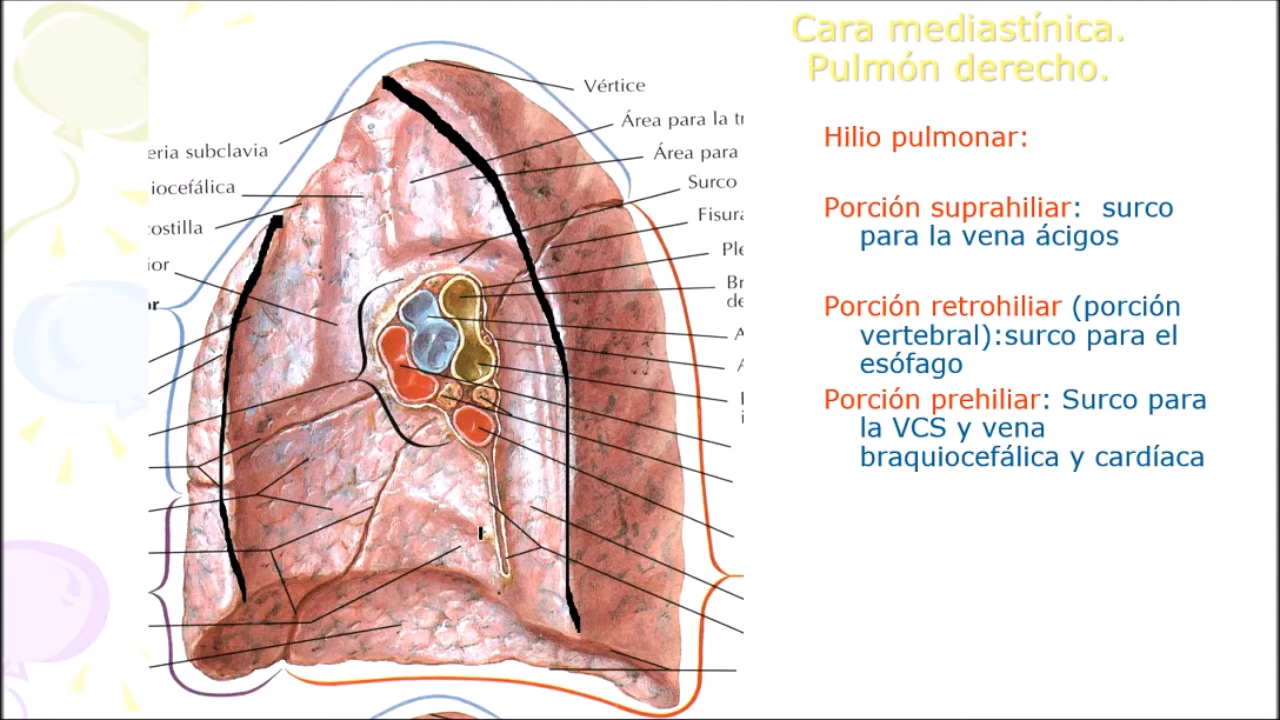 Cara mediastínica.
Pulmón derecho.
Vértice
Área para la tr
Área para
Surco
Fisura
Ple
Br
de
A
A
eria subclavia
iocefálica
costilla
ior
r
Hilio pulmonar:
Porción suprahiliar: surco
para la vena ácigos
Porción retrohiliar (porción
vertebral):surco para el
esófago
Porción prehiliar: Surco para
la VCS y vena
braquiocefálica y cardíaca